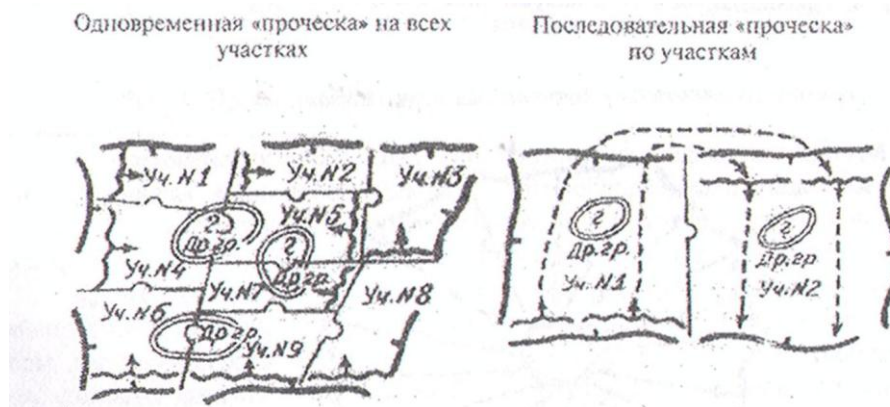 Одновременная «проческа» на всех
участках
Последовательная «проческа»
по участкам
Уч.N1
Уч.N2
Уч.N3
?
Др.гр.
Уч.N5
?
Др.гр.
Уч.N4
Уч.N7
Уч.N8
Уч.N6
Др.гр.
Уч.N9
?
Др.гр.
Уч.N1
?
Др.гр.
Уч.N2